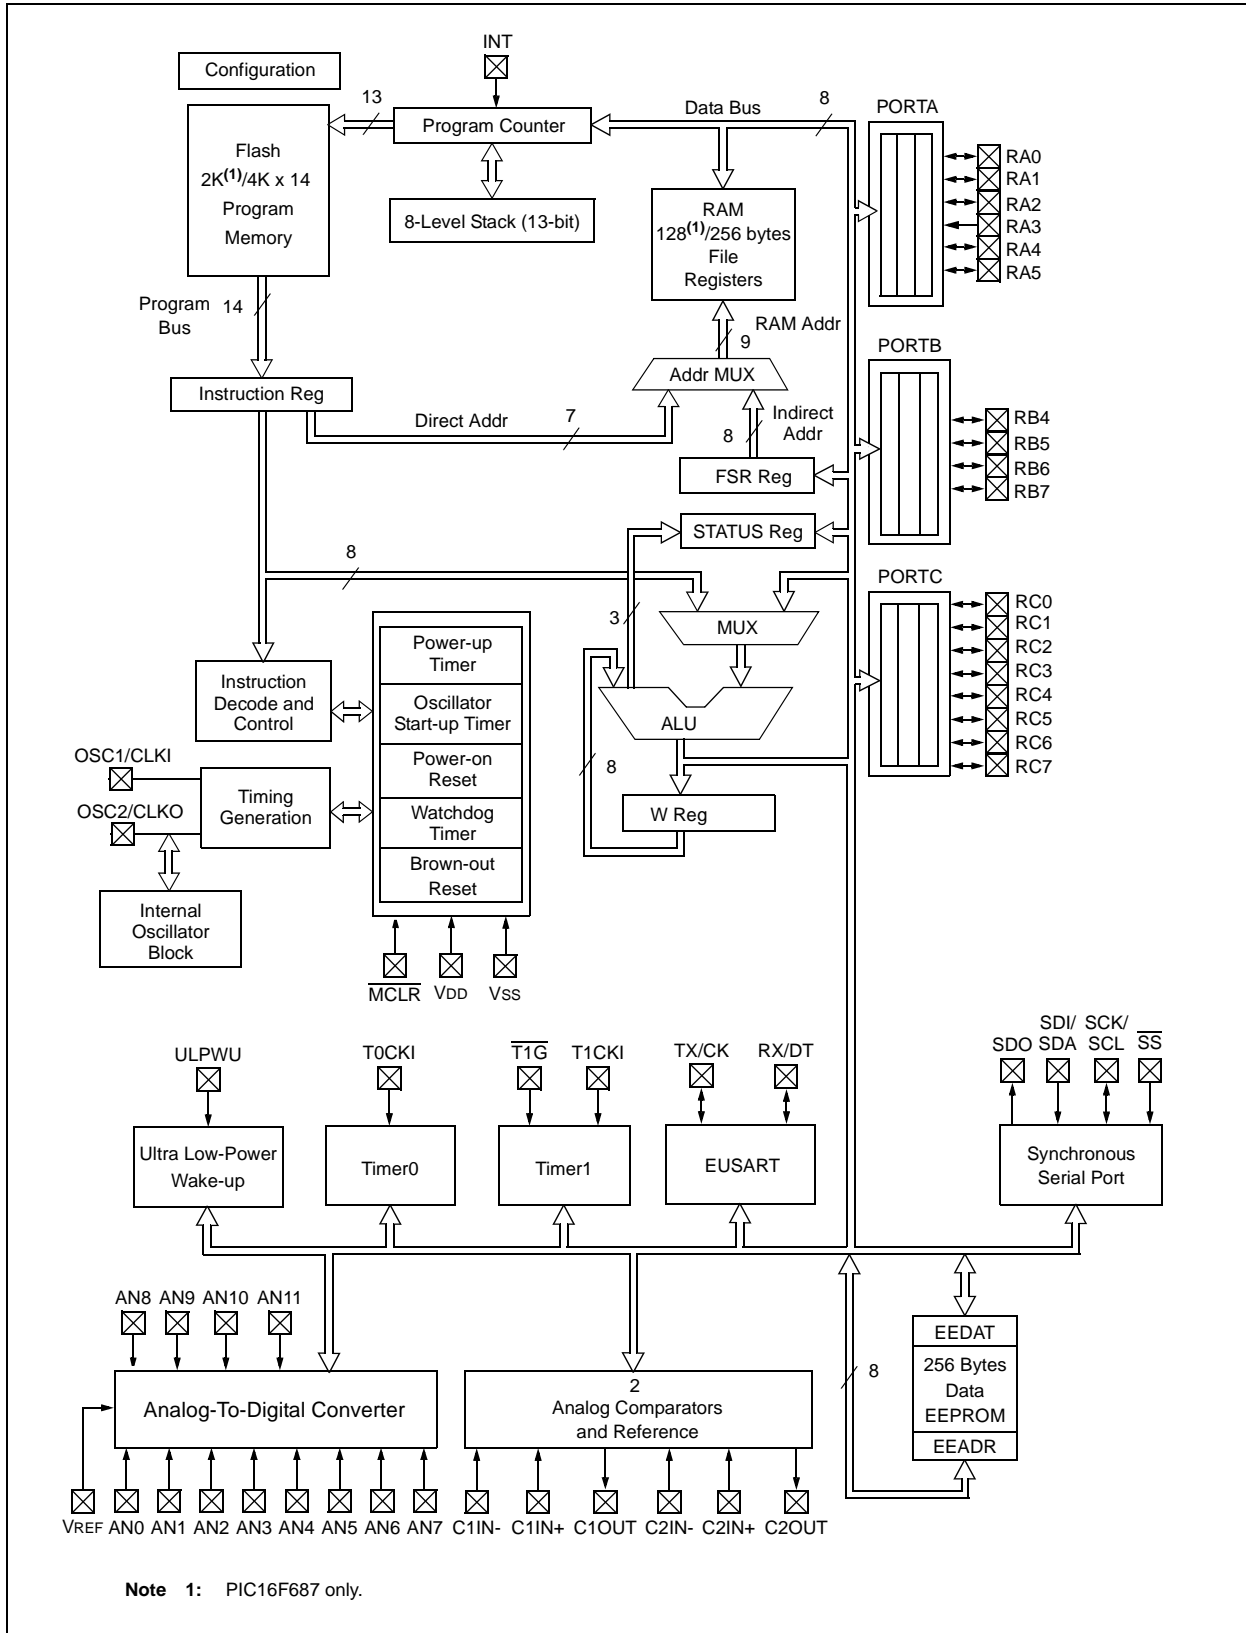 INT
Configuration
13
Data Bus
8
PORTA
Program Counter
Flash
2K(1)/4K x 14
Program
Memory
8-Level Stack (13-bit)
RAM
128(1)/256 bytes
File
Registers
RA0
RA1
RA2
RA3
RA4
RA5
Program
Bus
14
RAM Addr
9
PORTB
Addr MUX
Instruction Reg
Direct Addr
7
Indirect
Addr
8
FSR Reg
RB4
RB5
RB6
RB7
STATUS Reg
8
PORTC
3
MUX
RC0
RC1
RC2
RC3
RC4
RC5
RC6
RC7
Power-up
Timer
Instruction
Decode and
Control
Oscillator
Start-up Timer
ALU
OSC1/CLKI
Power-on
Reset
8
Timing
Generation
OSC2/CLKO
Watchdog
Timer
W Reg
Brown-out
Reset
Internal
Oscillator
Block
MCLR
VDD
VSS
ULPWU
T0CKI
T1G
T1CKI
TX/CK
RX/DT
SDO
SDI/
SDA
SCK/
SCL
SS
Ultra Low-Power
Wake-up
Timer0
Timer1
EUSART
Synchronous
Serial Port
AN8
AN9
AN10
AN11
EEDAT
256 Bytes
Data
EEPROM
EEADR
8
Analog-To-Digital Converter
2
Analog Comparators
and Reference
VREF
AN0
AN1
AN2
AN3
AN4
AN5
AN6
AN7
C1IN-
C1IN+
C1OUT
C2IN-
C2IN+
C2OUT
Note 1: PIC16F687 only.